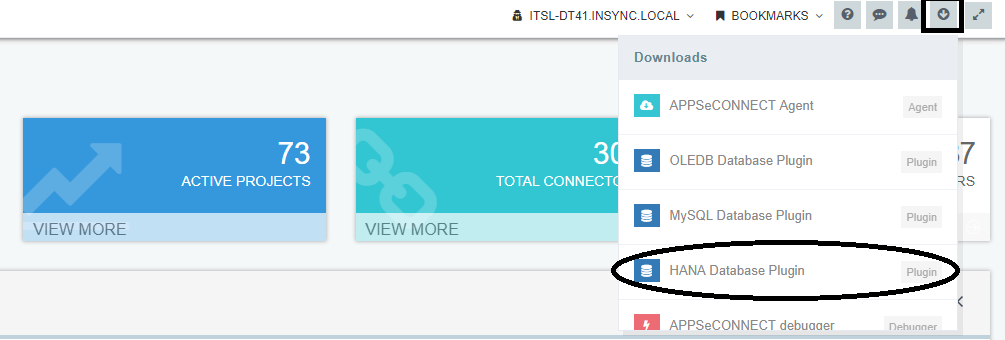 ITSL-DT41.INSYNC.LOCAL
BOOKMARKS
Downloads
APPSeCONNECT Agent
Agent
OLEDB Database Plugin
Plugin
MySQL Database Plugin
Plugin
HANA Database Plugin
Plugin
APPSeCONNECT debugger
Debugger
73
ACTIVE PROJECTS
VIEW MORE
30
TOTAL CONNECTO
VIEW MORE
37
RS